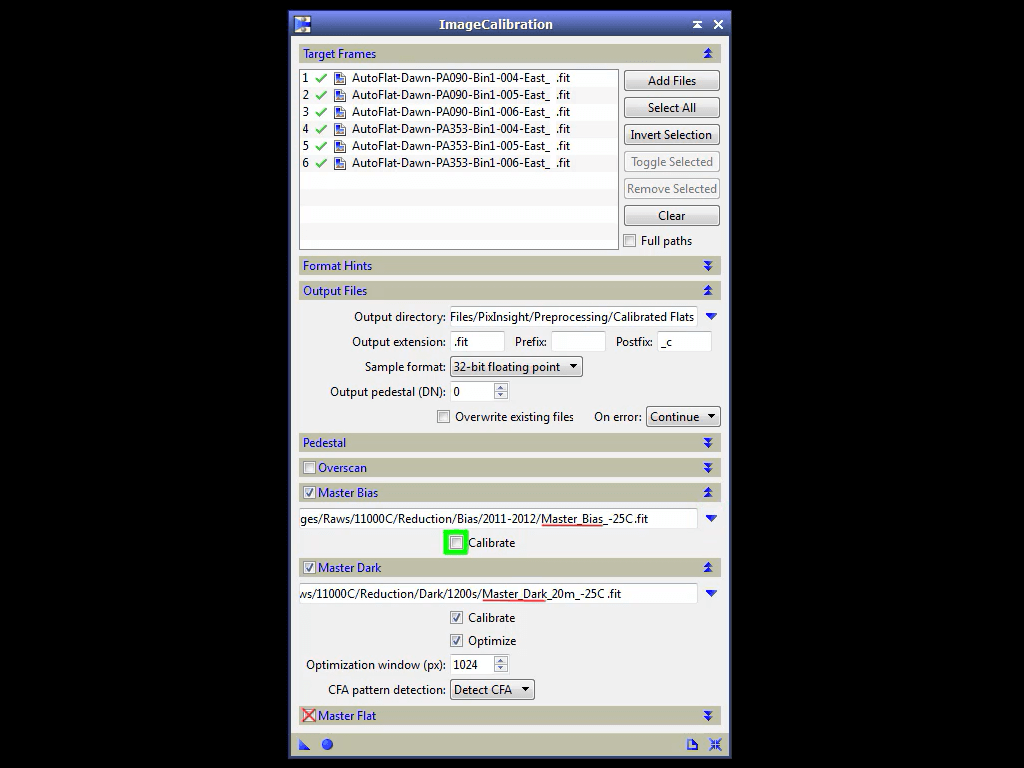 ImageCalibration
Target Frames
1 AutoFlat-Dawn-PA090-Bin1-004-East_ .fit
2 AutoFlat-Dawn-PA090-Bin1-005-East_ .fit
3 AutoFlat-Dawn-PA090-Bin1-006-East_ .fit
4 AutoFlat-Dawn-PA353-Bin1-004-East_ .fit
5 AutoFlat-Dawn-PA353-Bin1-005-East_ .fit
6 AutoFlat-Dawn-PA353-Bin1-006-East_ .fit
Add Files
Select All
Invert Selection
Toggle Selected
Remove Selected
Clear
Full paths
Format Hints
Output Files
Output directory: Files/PixInsight/Preprocessing/Calibrated Flats
Output extension: .fit Prefix: Postfix: _c
Sample format: 32-bit floating point
Output pedestal (DN): 0
Overwrite existing files On error: Continue
Pedestal
Overscan
Master Bias
ges/Raws/11000C/Reduction/Bias/2011-2012/Master_Bias_-25C.fit
Calibrate
Master Dark
ws/11000C/Reduction/Dark/1200s/Master_Dark_20m_-25C .fit
Calibrate
Optimize
Optimization window (px): 1024
CFA pattern detection: Detect CFA
Master Flat